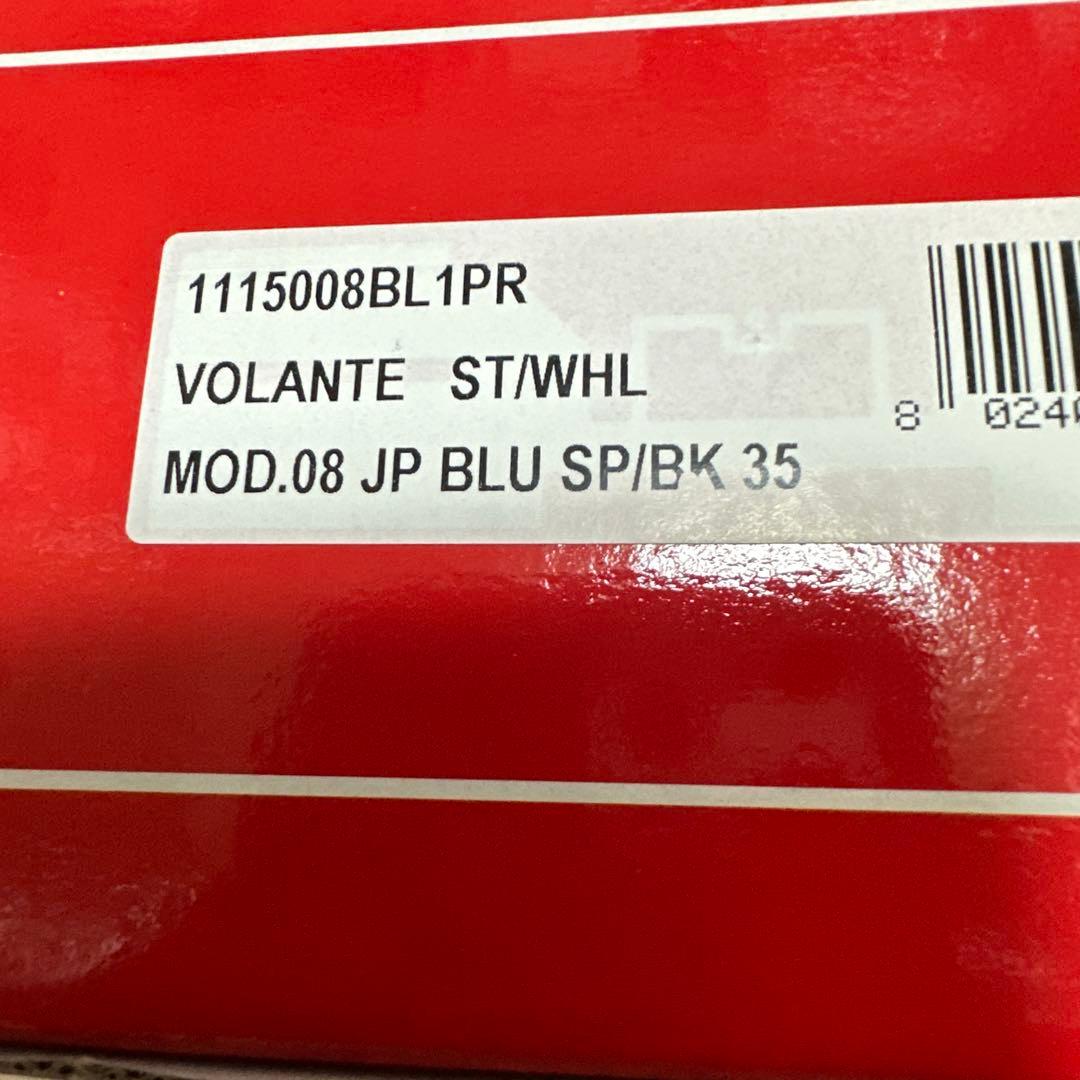 1115008BL1PR
VOLANTE ST/WHL
MOD.08 JP BLU SP/BK 35
8 024